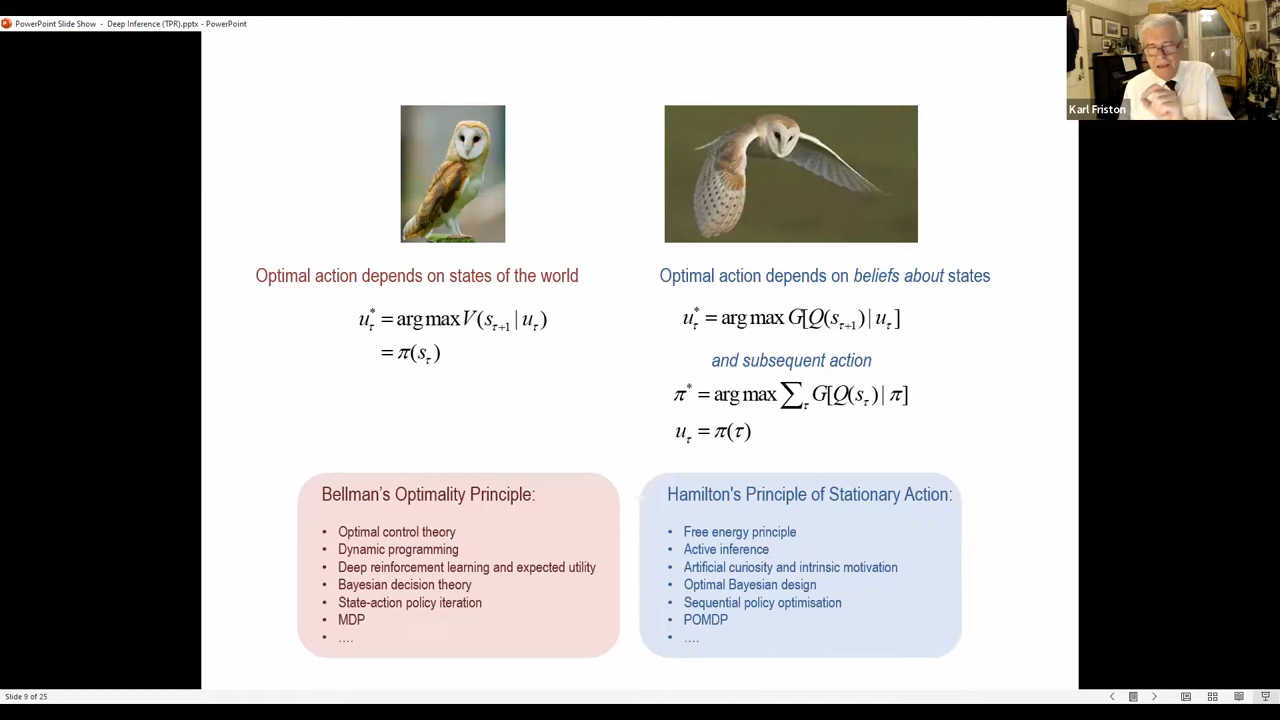 PowerPoint Slide Show - Deep Inference (TPR).pptx - PowerPoint
Karl Friston
Optimal action depends on states of the world
u*τ = arg max V(sτ+1 | uτ)
= π(sτ)
Optimal action depends on beliefs about states
u*τ = arg max G[Q(sτ+1) | uτ]
and subsequent action
π* = arg max ∑τ G[Q(sτ) | π]
uτ = π(τ)
Bellman’s Optimality Principle:
• Optimal control theory
• Dynamic programming
• Deep reinforcement learning and expected utility
• Bayesian decision theory
• State-action policy iteration
• MDP
• ….
Hamilton's Principle of Stationary Action:
• Free energy principle
• Active inference
• Artificial curiosity and intrinsic motivation
• Optimal Bayesian design
• Sequential policy optimisation
• POMDP
• ….
Slide 9 of 25